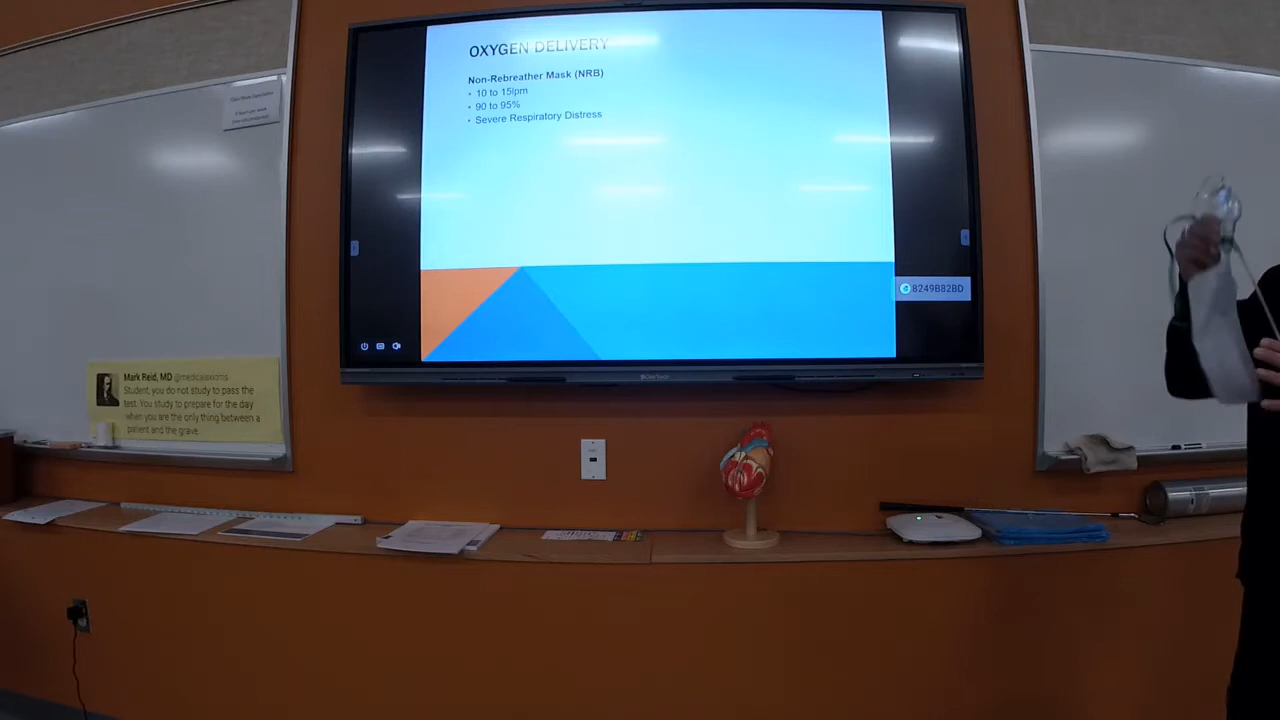 OXYGEN DELIVERY
Non-Rebreather Mask (NRB)
• 10 to 15lpm
• 90 to 95%
• Severe Respiratory Distress
8249B82BD
Mark Reid, MD @medicalaxioms
Student, you do not study to pass the
test. You study to prepare for the day
when you are the only thing between a
patient and the grave.